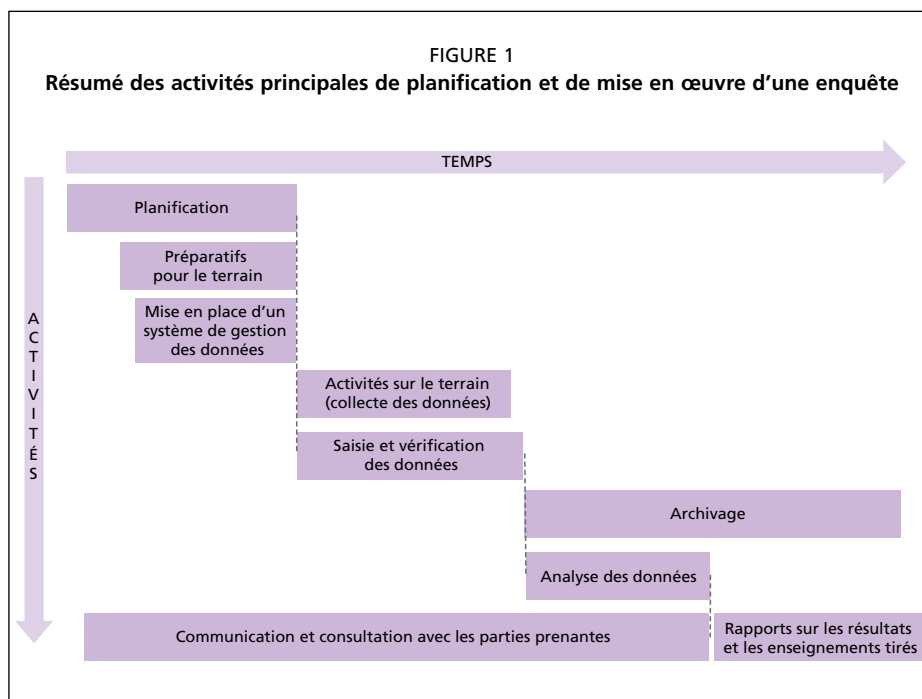 FIGURE 1
Résumé des activités principales de planification et de mise en œuvre d’une enquête
TEMPS
ACTIVITÉS
Planification
Préparatifs
pour le terrain
Mise en place d’un
système de gestion
des données
Activités sur le terrain
(collecte des données)
Saisie et vérification
des données
Archivage
Analyse des données
Communication et consultation avec les parties prenantes
Rapports sur les résultats
et les enseignements tirés